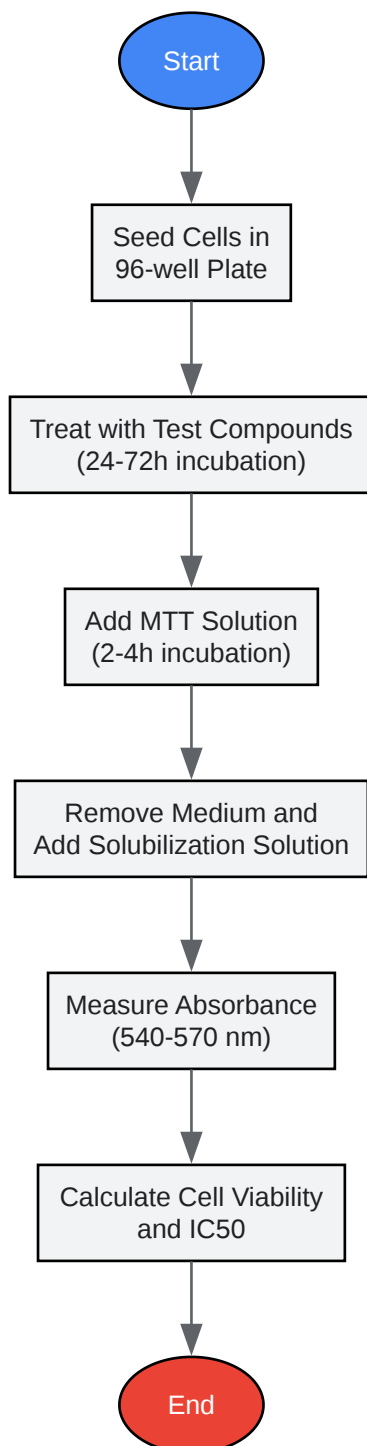 Start
Seed Cells in
96-well Plate
Treat with Test Compounds
(24-72h incubation)
Add MTT Solution
(2-4h incubation)
Remove Medium and
Add Solubilization Solution
Measure Absorbance
(540-570 nm)
Calculate Cell Viability
and IC50
End